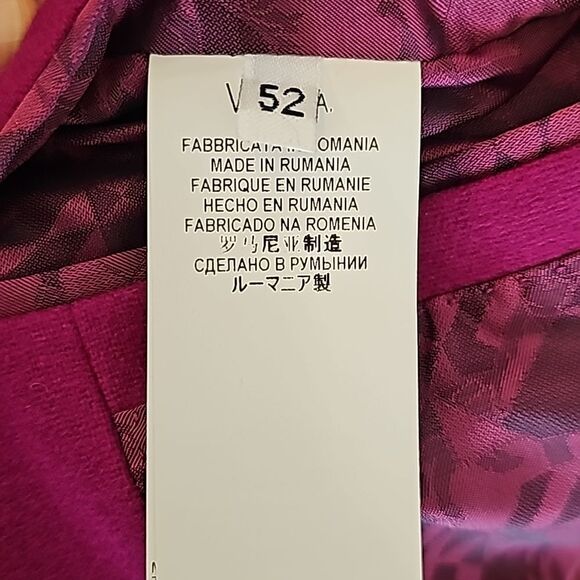 52
FABBRICATA IN ROMANIA
MADE IN RUMANIA
FABRIQUE EN RUMANIE
HECHO EN RUMANIA
FABRICADO NA ROMENIA
罗马尼亚制造
СДЕЛАНО В РУМЫНИИ
ルーマニア製